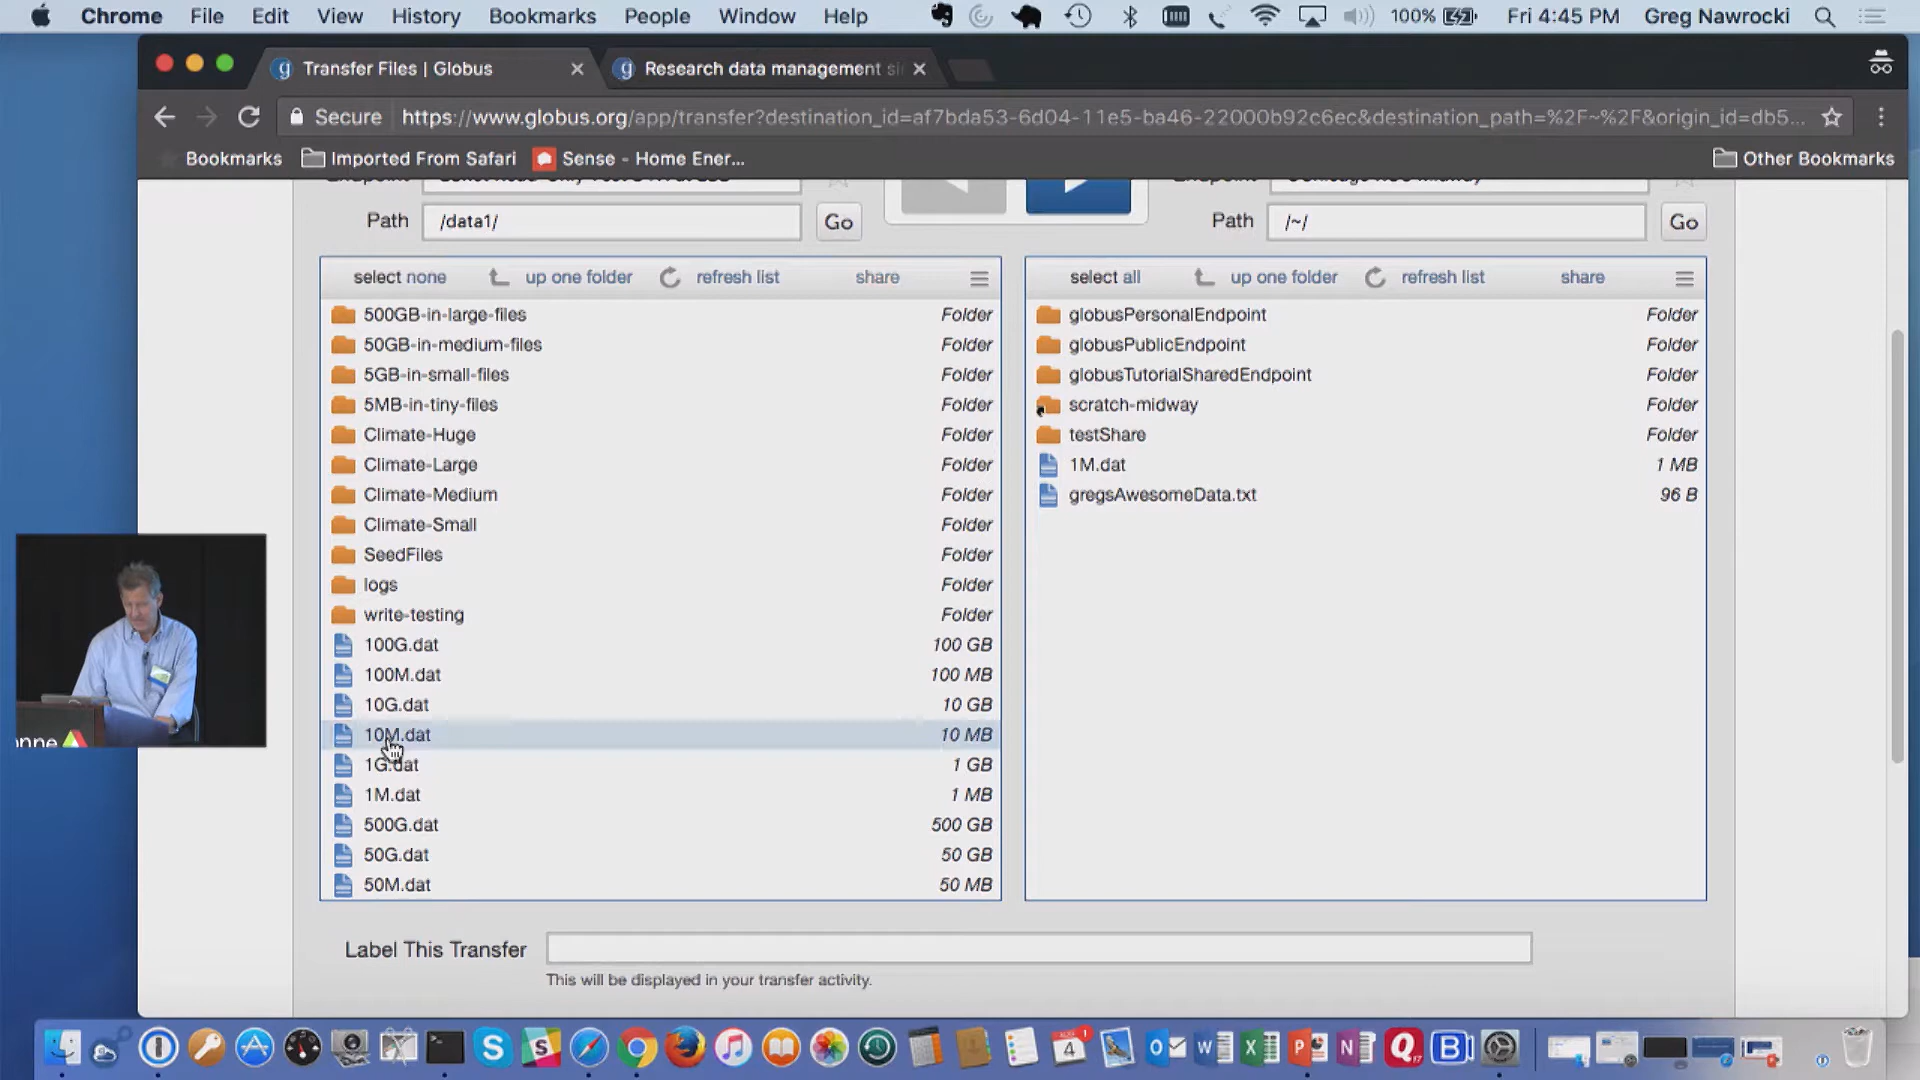 Chrome File Edit View History Bookmarks People Window Help 100% Fri 4:45 PM Greg Nawrocki
Transfer Files | Globus
Research data management si
Secure https://www.globus.org/app/transfer?destination_id=af7bda53-6d04-11e5-ba46-22000b92c6ec&destination_path=%2F~%2F&origin_id=db5...
Bookmarks Imported From Safari Sense - Home Ener... Other Bookmarks
Path /data1/ Go
Path /~/ Go
select none up one folder refresh list share
select all up one folder refresh list share
500GB-in-large-files Folder
50GB-in-medium-files Folder
5GB-in-small-files Folder
5MB-in-tiny-files Folder
Climate-Huge Folder
Climate-Large Folder
Climate-Medium Folder
Climate-Small Folder
SeedFiles Folder
logs Folder
write-testing Folder
100G.dat 100 GB
100M.dat 100 MB
10G.dat 10 GB
10M.dat 10 MB
1G.dat 1 GB
1M.dat 1 MB
500G.dat 500 GB
50G.dat 50 GB
50M.dat 50 MB
globusPersonalEndpoint Folder
globusPublicEndpoint Folder
globusTutorialSharedEndpoint Folder
scratch-midway Folder
testShare Folder
1M.dat 1 MB
gregsAwesomeData.txt 96 B
Label This Transfer
This will be displayed in your transfer activity.
onne